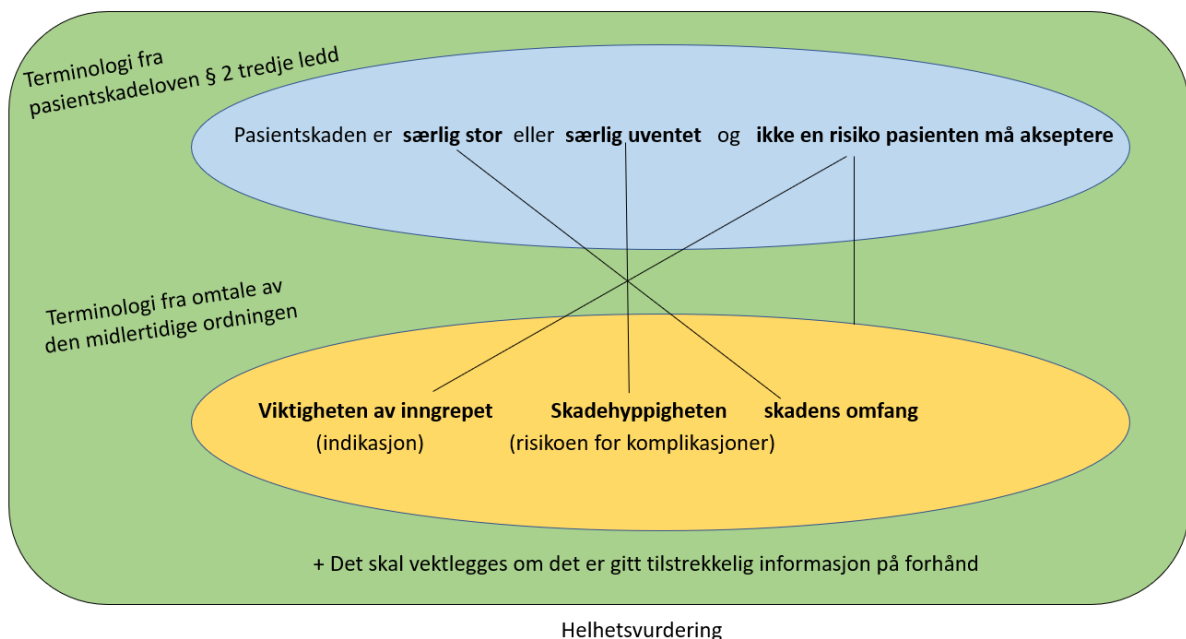 Terminologi fra
pasientskadeloven § 2 tredje ledd
Pasientskaden er særlig stor eller særlig uventet og ikke en risiko pasienten må akseptere
Terminologi fra omtale av
den midlertidige ordningen
Viktigheten av inngrepet Skadehyppigheten skadens omfang
(indikasjon) (risikoen for komplikasjoner)
+ Det skal vektlegges om det er gitt tilstrekkelig informasjon på forhånd
Helhetsvurdering